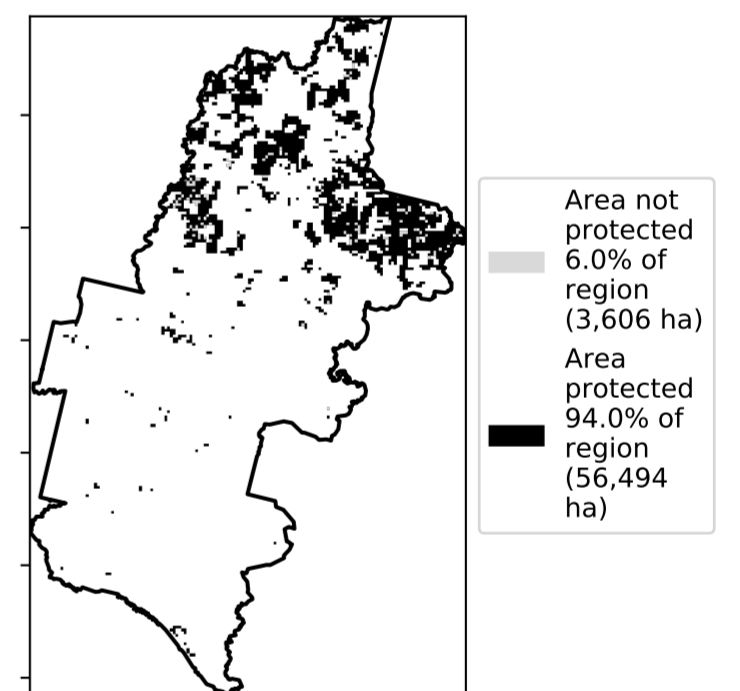 Area not
protected
6.0% of
region
(3,606 ha)
Area
protected
94.0% of
region
(56,494
ha)